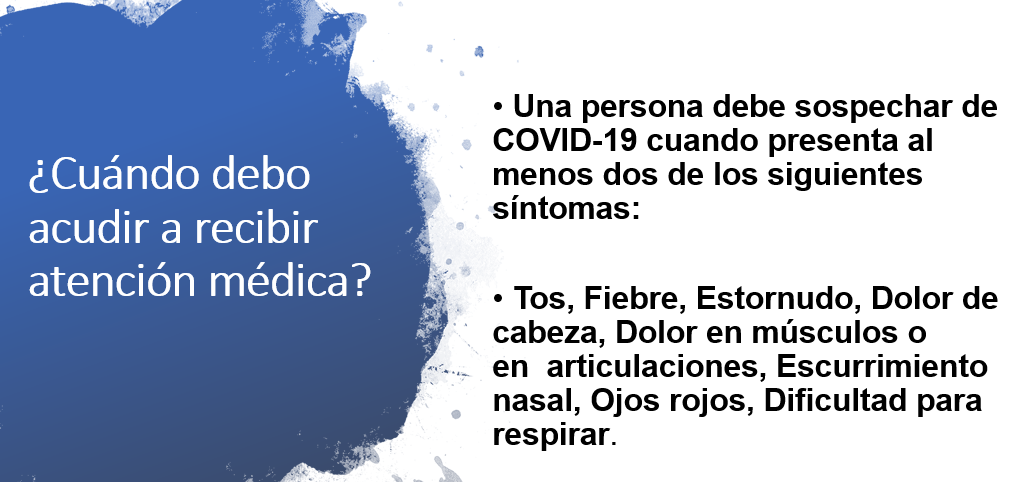 ¿Cuándo debo
acudir a recibir
atención médica?
• Una persona debe sospechar de
COVID-19 cuando presenta al
menos dos de los siguientes
síntomas:
• Tos, Fiebre, Estornudo, Dolor de
cabeza, Dolor en músculos o
en  articulaciones, Escurrimiento
nasal, Ojos rojos, Dificultad para
respirar.